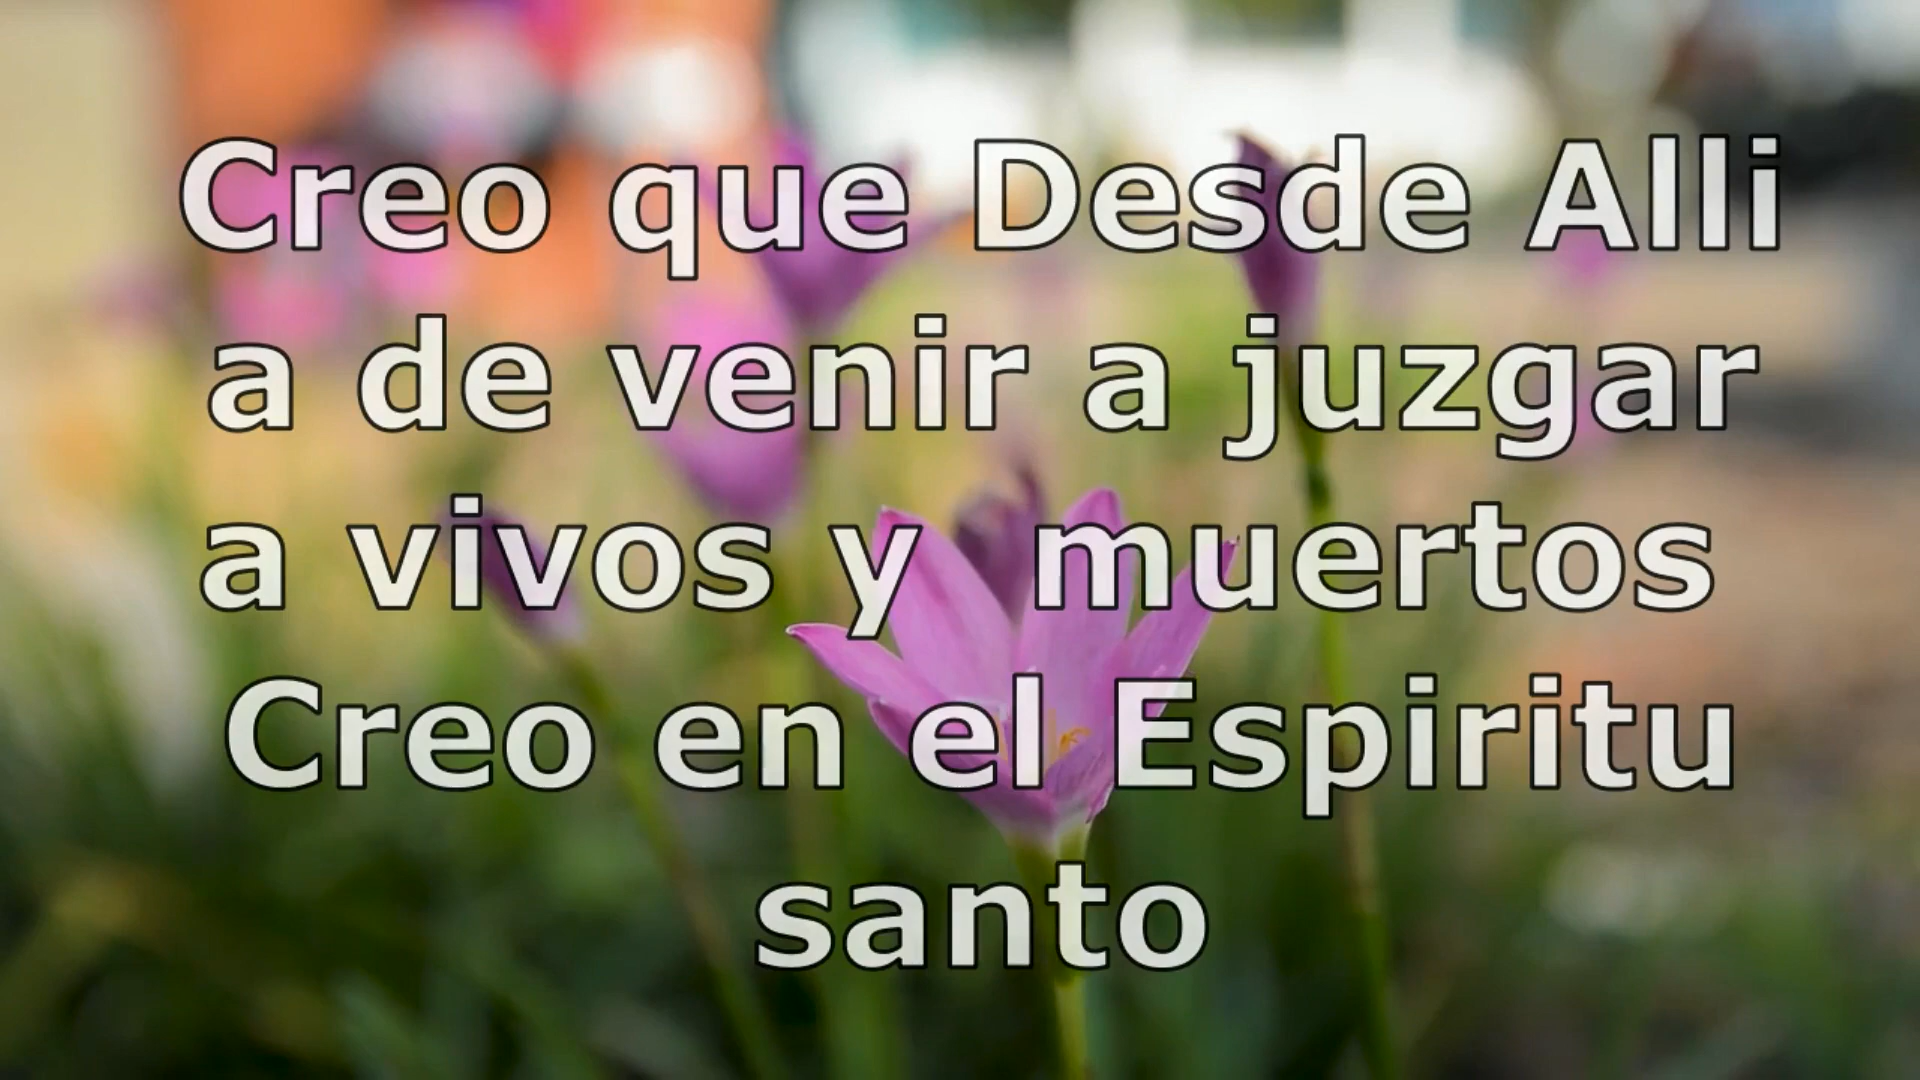 Creo que Desde Alli
a de venir a juzgar
a vivos y muertos
Creo en el Espiritu
santo